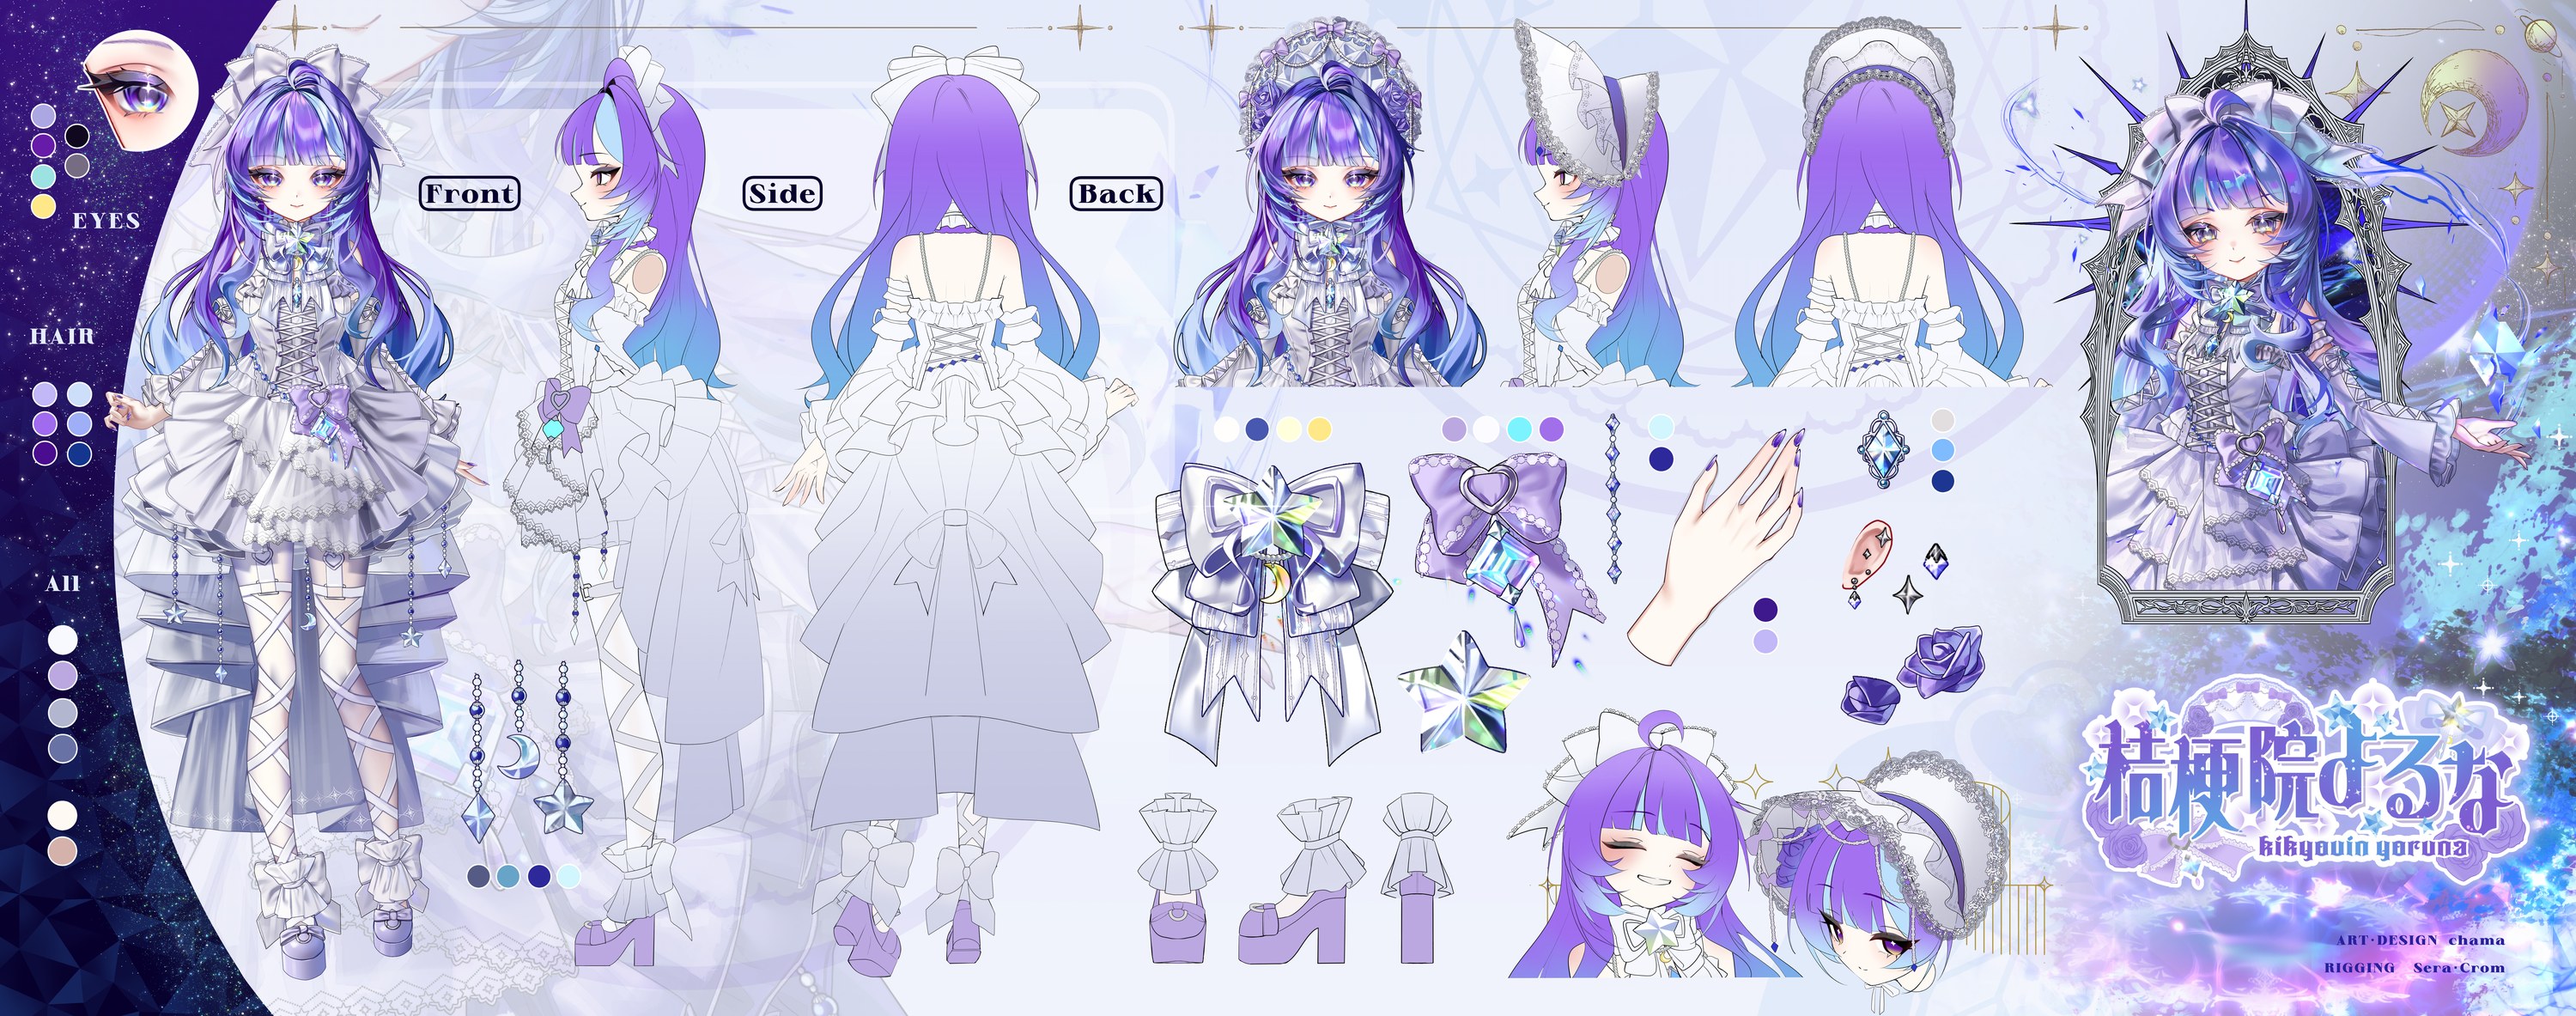 Front
Side
Back
EYES
HAIR
All
桔梗院よるな
kikyouin yoruna
ART・DESIGN chama
RIGGING Sera・Crom